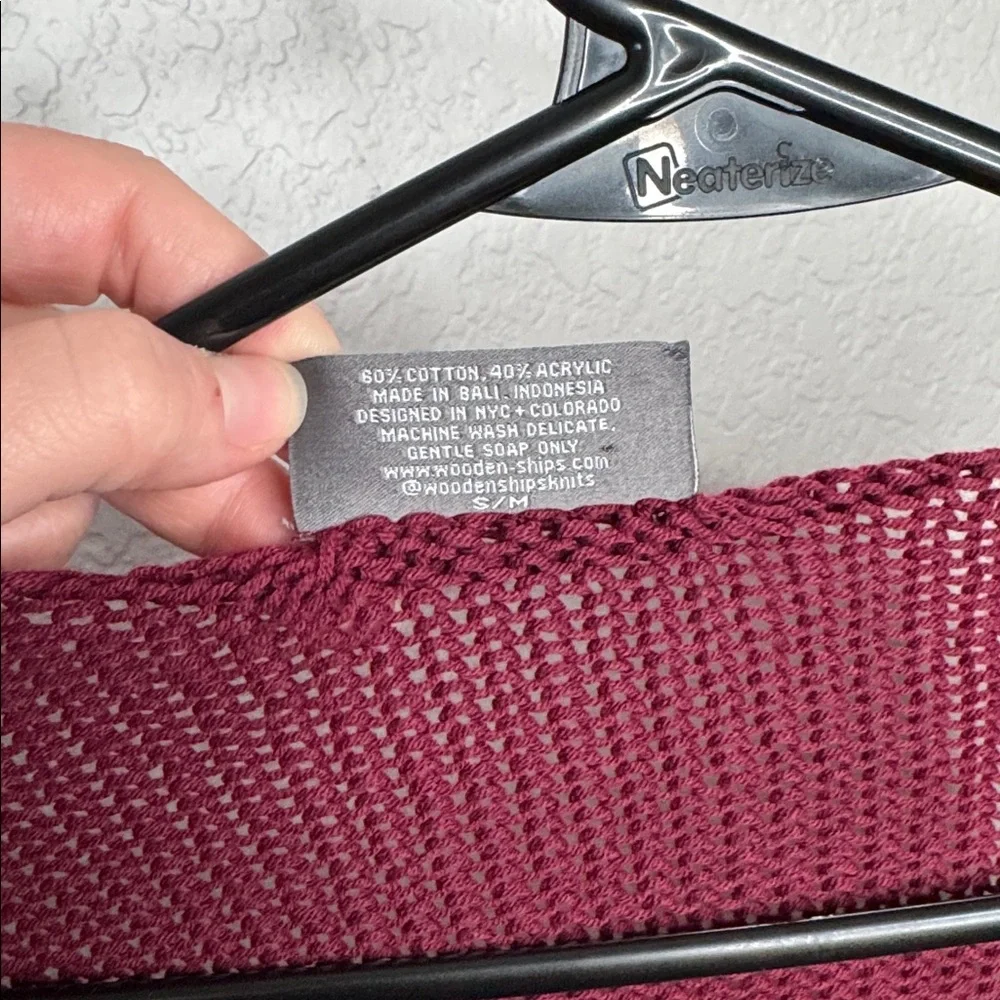 Neaterize
60% COTTON, 40% ACRYLIC
MADE IN BALI, INDONESIA
DESIGNED IN NYC + COLORADO
MACHINE WASH DELICATE,
GENTLE SOAP ONLY
www.wooden-ships.com
@woodenshipsknits
S/M